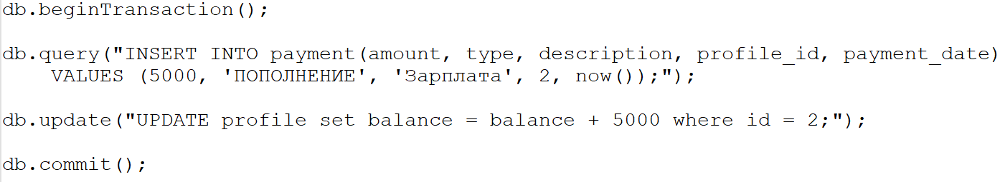 db.beginTransaction();
db.query("INSERT INTO payment(amount, type, description, profile_id, payment_date)
VALUES (5000, 'ПОПОЛНЕНИЕ', 'Зарплата', 2, now());");
db.update("UPDATE profile set balance = balance + 5000 where id = 2;");
db.commit();